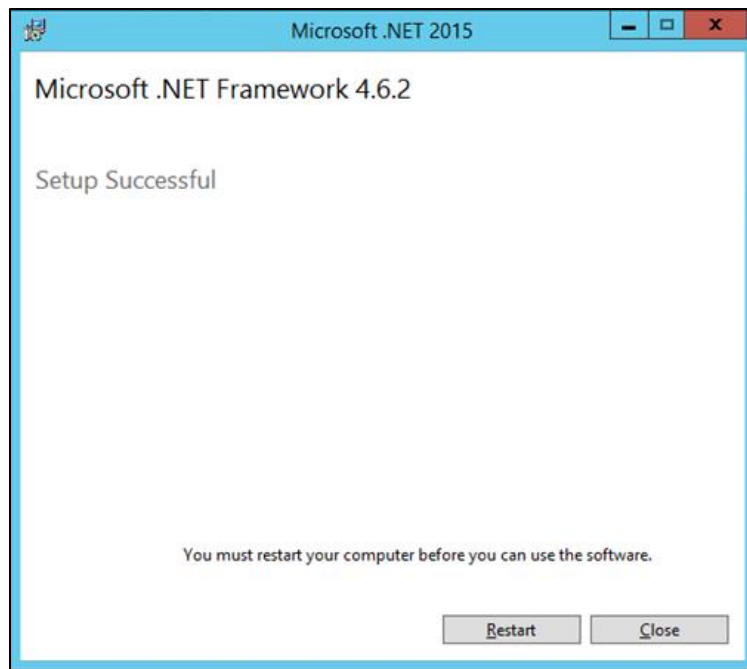 Microsoft .NET 2015
Microsoft .NET Framework 4.6.2
Setup Successful
You must restart your computer before you can use the software.
Restart
Close